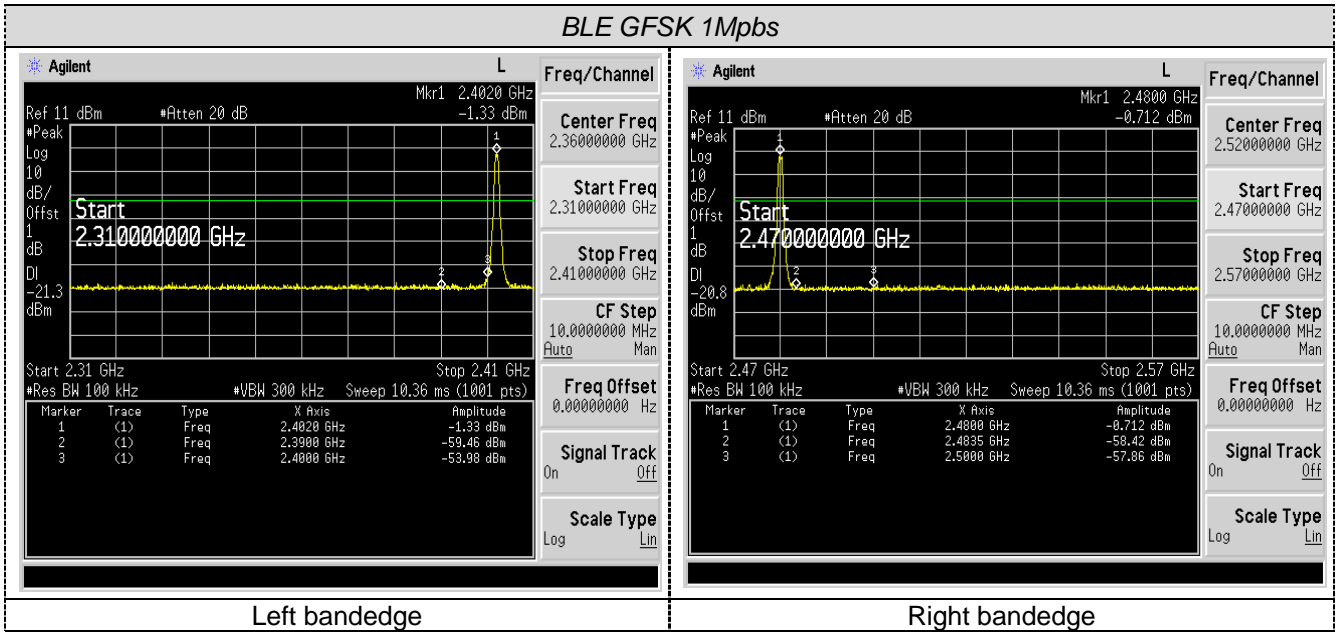 BLE GFSK 1Mpbs
Agilent
L
Mkr1 2.4020 GHz
Ref 11 dBm #Atten 20 dB -1.33 dBm
#Peak
Log
10
dB/
Offst
1
dB
DI
-21.3
dBm
1
2
3
Start
2.310000000 GHz
Start 2.31 GHz Stop 2.41 GHz
#Res BW 100 kHz #VBW 300 kHz Sweep 10.36 ms (1001 pts)
Marker Trace Type X Axis Amplitude
1 (1) Freq 2.4020 GHz -1.33 dBm
2 (1) Freq 2.3900 GHz -59.46 dBm
3 (1) Freq 2.4000 GHz -53.98 dBm
Freq/Channel
Center Freq
2.36000000 GHz
Start Freq
2.31000000 GHz
Stop Freq
2.41000000 GHz
CF Step
10.0000000 MHz
Auto Man
Freq Offset
0.00000000 Hz
Signal Track
On Off
Scale Type
Log Lin
Agilent
L
Mkr1 2.4800 GHz
Ref 11 dBm #Atten 20 dB -0.712 dBm
#Peak
Log
10
dB/
Offst
1
dB
DI
-20.8
dBm
1
2
3
Start
2.470000000 GHz
Start 2.47 GHz Stop 2.57 GHz
#Res BW 100 kHz #VBW 300 kHz Sweep 10.36 ms (1001 pts)
Marker Trace Type X Axis Amplitude
1 (1) Freq 2.4800 GHz -0.712 dBm
2 (1) Freq 2.4835 GHz -58.42 dBm
3 (1) Freq 2.5000 GHz -57.86 dBm
Freq/Channel
Center Freq
2.52000000 GHz
Start Freq
2.47000000 GHz
Stop Freq
2.57000000 GHz
CF Step
10.0000000 MHz
Auto Man
Freq Offset
0.00000000 Hz
Signal Track
On Off
Scale Type
Log Lin
Left bandedge
Right bandedge